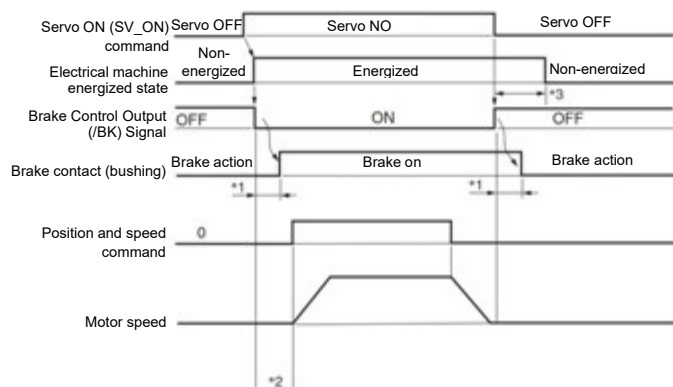 Servo ON (SV_ON)
command
Servo OFF
Servo NO
Servo OFF
Electrical machine
energized state
Non-
energized
Energized
Non-energized
*3
Brake Control Output
(/BK) Signal
OFF
ON
OFF
Brake contact (bushing)
Brake action
Brake on
Brake action
*1
*1
Position and speed
command
0
Motor speed
*2